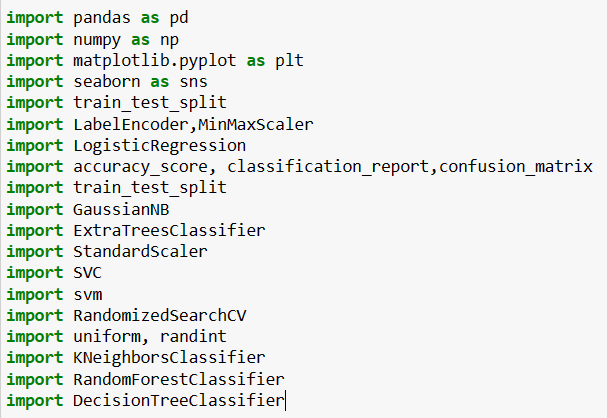 import pandas as pd
import numpy as np
import matplotlib.pyplot as plt
import seaborn as sns
import train_test_split
import LabelEncoder,MinMaxScaler
import LogisticRegression
import accuracy_score, classification_report,confusion_matrix
import train_test_split
import GaussianNB
import ExtraTreesClassifier
import StandardScaler
import SVC
import svm
import RandomizedSearchCV
import uniform, randint
import KNeighborsClassifier
import RandomForestClassifier
import DecisionTreeClassifier